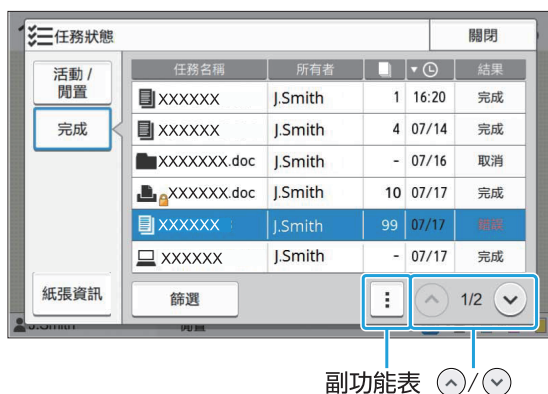 任務狀態 關閉
活動 /
閒置
完成
紙張資訊
任務名稱 所有者 結果
XXXXXX J.Smith 1 16:20 完成
XXXXXX J.Smith 4 07/14 完成
XXXXXXX.doc J.Smith - 07/16 取消
XXXXXXX.doc J.Smith 10 07/17 完成
XXXXXX J.Smith 99 07/17 錯誤
XXXXXX J.Smith - 07/17 完成
篩選 1/2
J.Smith
副功能表 /